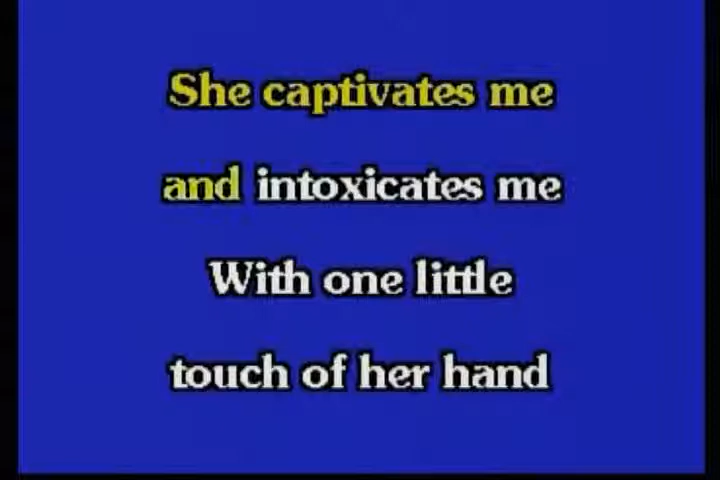 She captivates me
and intoxicates me
With one little
touch of her hand